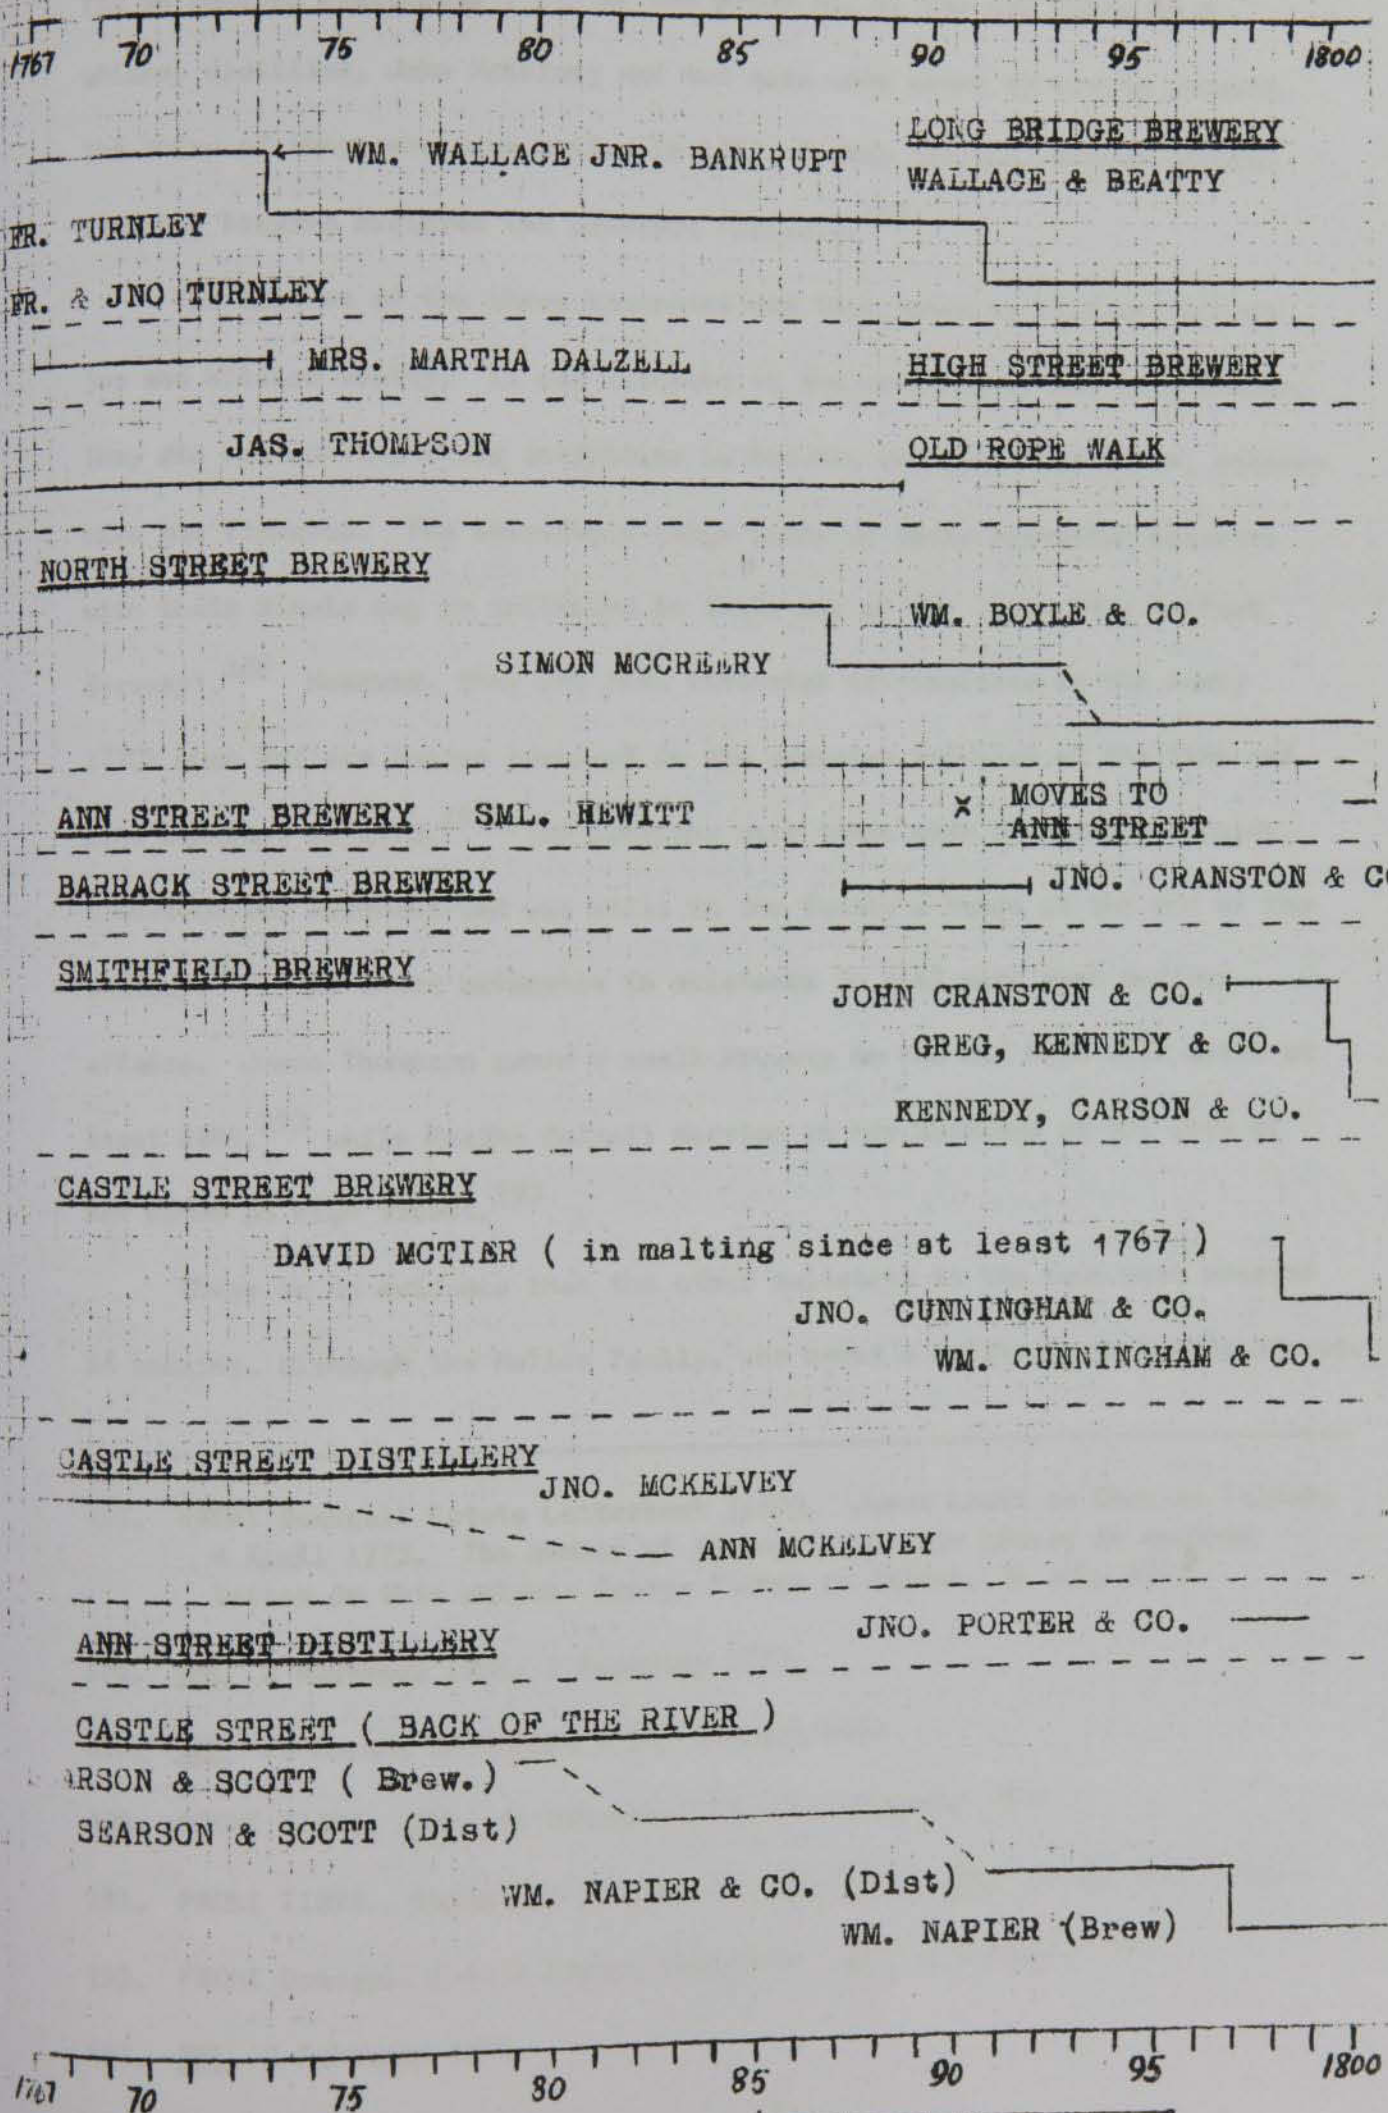 1767 70 75 80 85 90 95 1800
LONG BRIDGE BREWERY
WM. WALLACE JNR. BANKRUPT
WALLACE & BEATTY
FR. TURNLEY
FR. & JNO TURNLEY
MRS. MARTHA DALZELL HIGH STREET BREWERY
JAS. THOMPSON OLD ROPE WALK
NORTH STREET BREWERY
WM. BOYLE & CO.
SIMON MCCREERY
ANN STREET BREWERY SML. HEWITT X MOVES TO
ANN STREET
BARRACK STREET BREWERY JNO. CRANSTON & CO
SMITHFIELD BREWERY
JOHN CRANSTON & CO.
GREG, KENNEDY & CO.
KENNEDY, CARSON & CO.
CASTLE STREET BREWERY
DAVID MCTIER ( in malting since at least 1767 )
JNO. CUNNINGHAM & CO.
WM. CUNNINGHAM & CO.
CASTLE STREET DISTILLERY
JNO. MCKELVEY
ANN MCKELVEY
JNO. PORTER & CO.
ANN STREET DISTILLERY
CASTLE STREET ( BACK OF THE RIVER )
ARSON & SCOTT ( Brew.)
SEARSON & SCOTT (Dist)
WM. NAPIER & CO. (Dist)
WM. NAPIER (Brew)
1767 70 75 80 85 90 95 1800